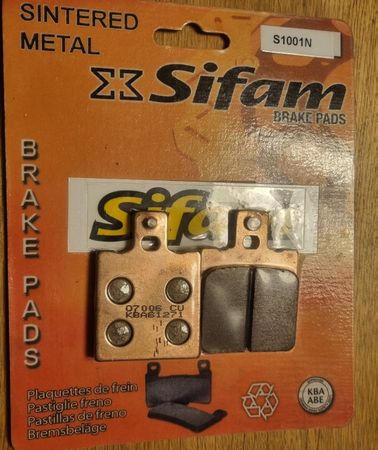 SINTERED
METAL
S1001N
Sifam
BRAKE PADS
BRAKE PADS
Sifam
07006 CU
KBA61271
Plaquettes de frein
Pastiglie freno
Pastillas de freno
Bremsbeläge
KBA
ABE